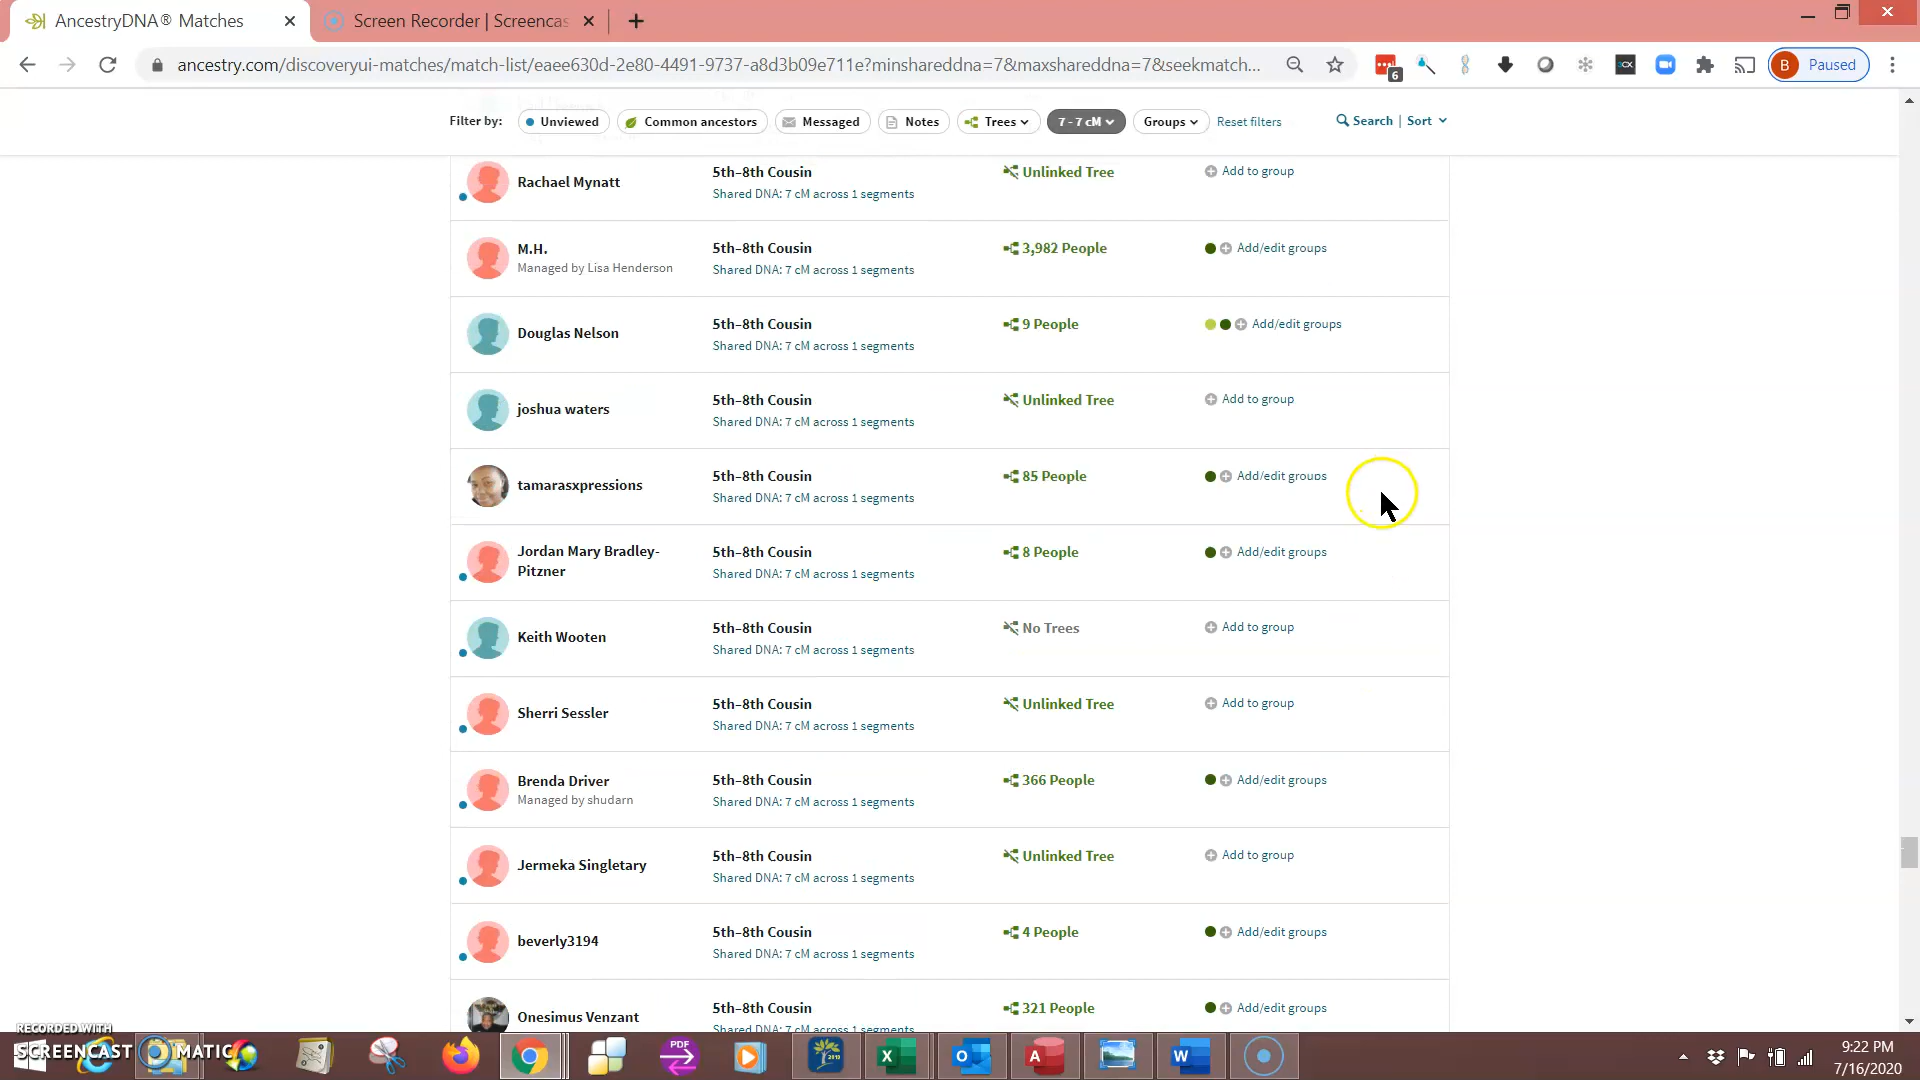 AncestryDNA® Matches
Screen Recorder | Screencas
ancestry.com/discoveryui-matches/match-list/eaee630d-2e80-4491-9737-a8d3b09e711e?minshareddna=7&maxshareddna=7&seekmatch...
6
B Paused
Filter by: Unviewed Common ancestors Messaged Notes Trees 7 - 7 cM Groups Reset filters Search | Sort
Rachael Mynatt
5th–8th Cousin
Shared DNA: 7 cM across 1 segments
Unlinked Tree
Add to group
M.H.
Managed by Lisa Henderson
5th–8th Cousin
Shared DNA: 7 cM across 1 segments
3,982 People
Add/edit groups
Douglas Nelson
5th–8th Cousin
Shared DNA: 7 cM across 1 segments
9 People
Add/edit groups
joshua waters
5th–8th Cousin
Shared DNA: 7 cM across 1 segments
Unlinked Tree
Add to group
tamarasxpressions
5th–8th Cousin
Shared DNA: 7 cM across 1 segments
85 People
Add/edit groups
Jordan Mary Bradley-
Pitzner
5th–8th Cousin
Shared DNA: 7 cM across 1 segments
8 People
Add/edit groups
Keith Wooten
5th–8th Cousin
Shared DNA: 7 cM across 1 segments
No Trees
Add to group
Sherri Sessler
5th–8th Cousin
Shared DNA: 7 cM across 1 segments
Unlinked Tree
Add to group
Brenda Driver
Managed by shudarn
5th–8th Cousin
Shared DNA: 7 cM across 1 segments
366 People
Add/edit groups
Jermeka Singletary
5th–8th Cousin
Shared DNA: 7 cM across 1 segments
Unlinked Tree
Add to group
beverly3194
5th–8th Cousin
Shared DNA: 7 cM across 1 segments
4 People
Add/edit groups
Onesimus Venzant
5th–8th Cousin
Shared DNA: 7 cM across 1 segments
321 People
Add/edit groups
RECORDED WITH
SCREENCAST MATIC
PDF
2019
9:22 PM
7/16/2020